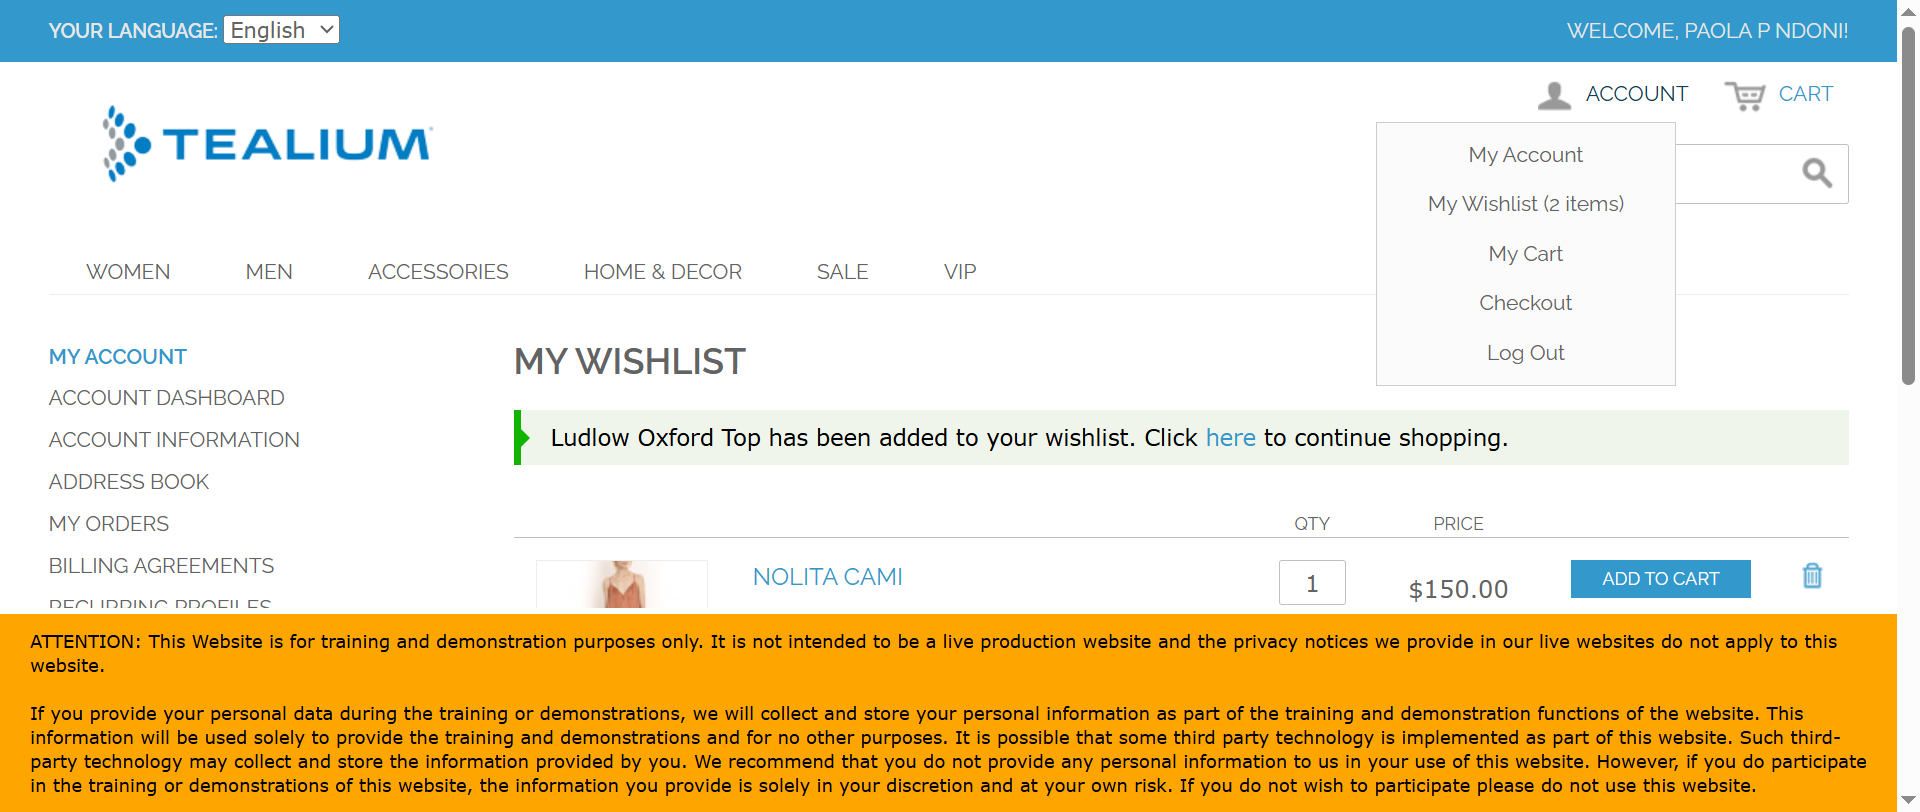 YOUR LANGUAGE: English
WELCOME, PAOLA P NDONI!
TEALIUM
ACCOUNT
CART
My Account
My Wishlist (2 items)
My Cart
Checkout
Log Out
WOMEN MEN ACCESSORIES HOME & DECOR SALE VIP
MY ACCOUNT
ACCOUNT DASHBOARD
ACCOUNT INFORMATION
ADDRESS BOOK
MY ORDERS
BILLING AGREEMENTS
RECURRING PROFILES
MY WISHLIST
Ludlow Oxford Top has been added to your wishlist. Click here to continue shopping.
QTY PRICE
NOLITA CAMI 1 $150.00 ADD TO CART
ATTENTION: This Website is for training and demonstration purposes only. It is not intended to be a live production website and the privacy notices we provide in our live websites do not apply to this
website.
If you provide your personal data during the training or demonstrations, we will collect and store your personal information as part of the training and demonstration functions of the website. This
information will be used solely to provide the training and demonstrations and for no other purposes. It is possible that some third party technology is implemented as part of this website. Such third-
party technology may collect and store the information provided by you. We recommend that you do not provide any personal information to us in your use of this website. However, if you do participate
in the training or demonstrations of this website, the information you provide is solely in your discretion and at your own risk. If you do not wish to participate please do not use this website.